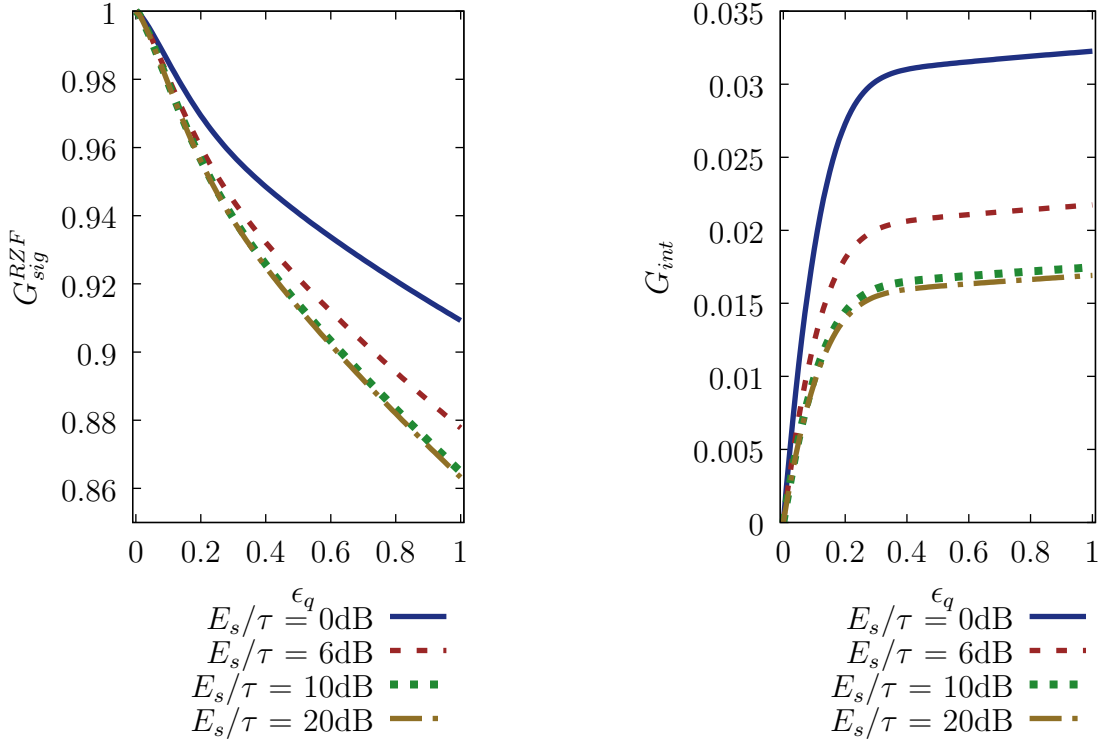 1
0.98
0.96
0.94
0.92
0.9
0.88
0.86
G_{sig}^{RZF}
0 0.2 0.4 0.6 0.8 1
ϵ_q
E_s/τ = 0dB
E_s/τ = 6dB
E_s/τ = 10dB
E_s/τ = 20dB
0.035
0.03
0.025
0.02
0.015
0.01
0.005
0
G_{int}
0 0.2 0.4 0.6 0.8 1
ϵ_q
E_s/τ = 0dB
E_s/τ = 6dB
E_s/τ = 10dB
E_s/τ = 20dB